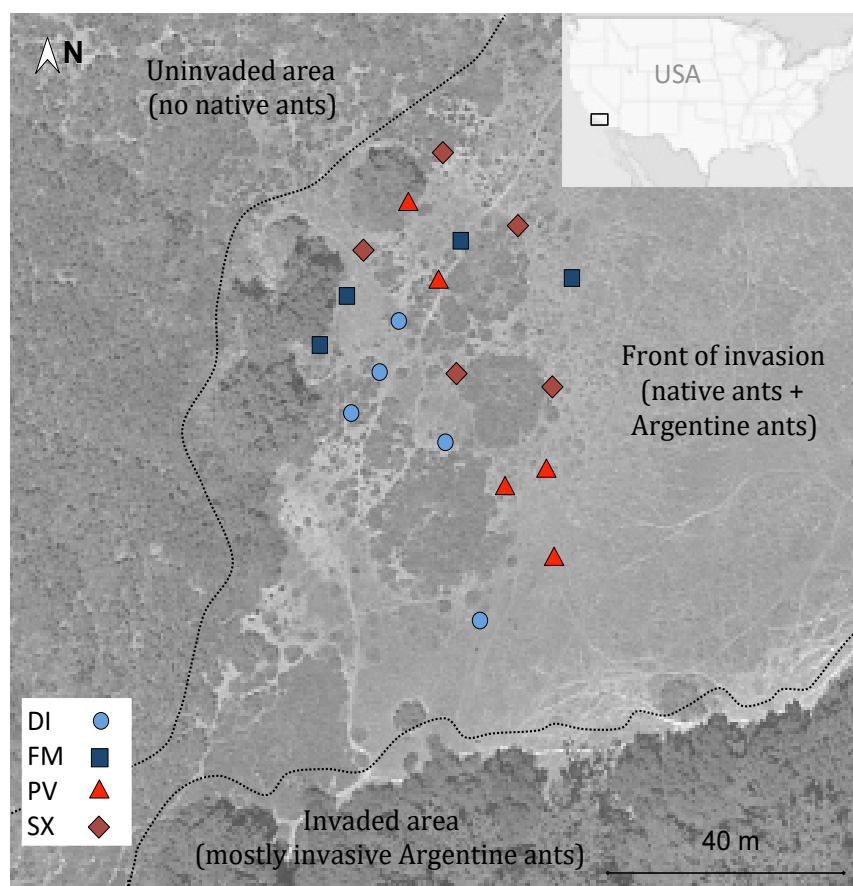 N
Uninvaded area
(no native ants)
USA
Front of invasion
(native ants +
Argentine ants)
DI
FM
PV
SX
Invaded area
(mostly invasive Argentine ants)
40 m